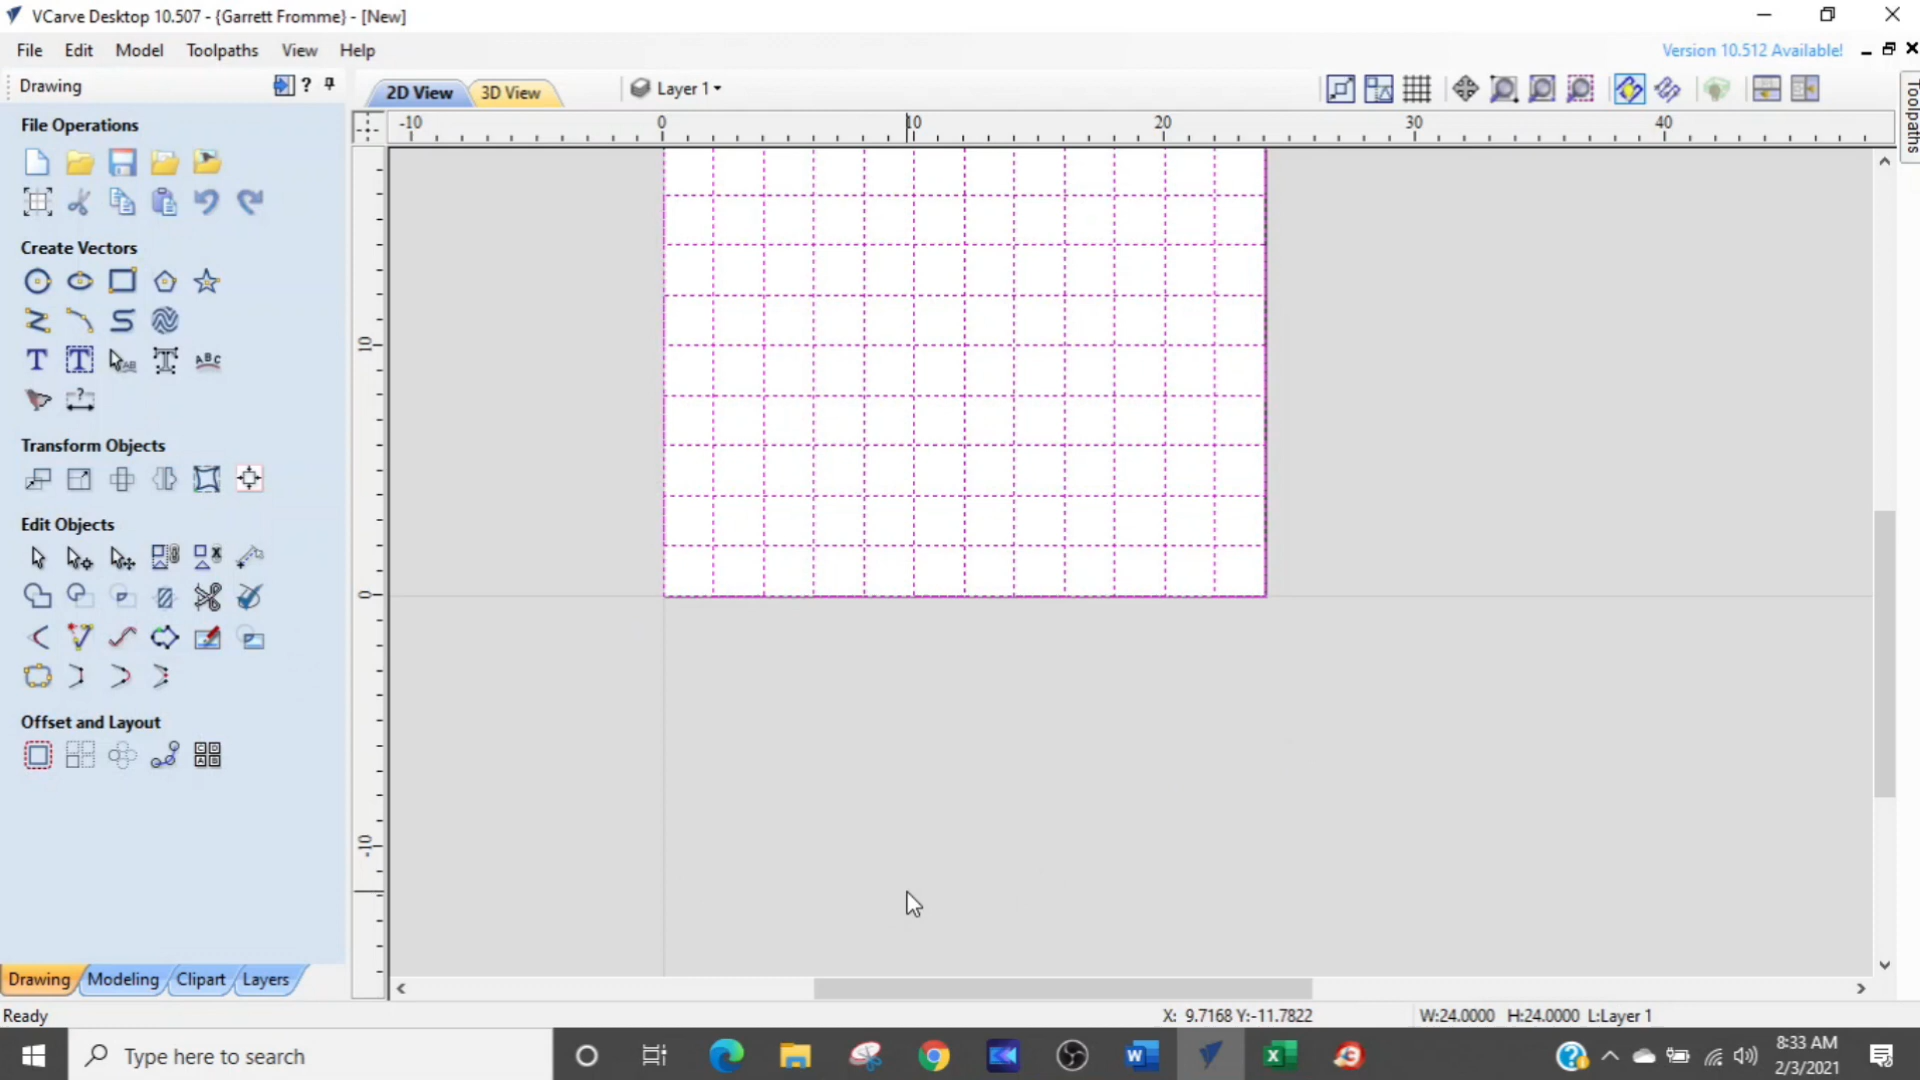 VCarve Desktop 10.507 - {Garrett Fromme} - [New]
File Edit Model Toolpaths View Help
Version 10.512 Available!
Drawing
?
2D View
3D View
Layer 1
Toolpaths
-10 0 10 20 30 40
File Operations
Create Vectors
10
Transform Objects
Edit Objects
0
Offset and Layout
-10
Drawing Modeling Clipart Layers
Ready
X: 9.7168 Y:-11.7822
W:24.0000 H:24.0000 L:Layer 1
Type here to search
8:33 AM
2/3/2021